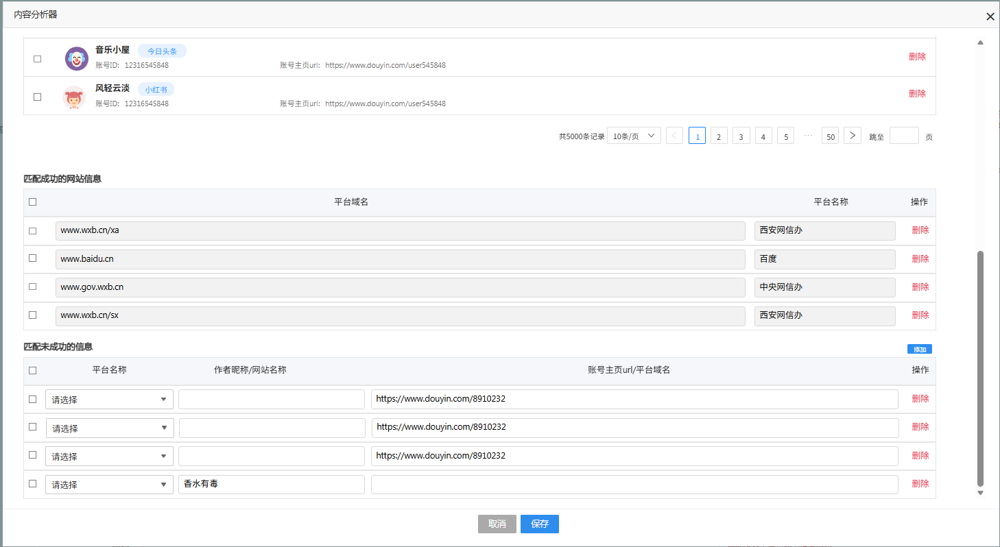 内容分析器
音乐小屋 今日头条
账号ID: 12316545848 账号主页url: https://www.douyin.com/user545848 删除
风轻云淡 小红书
账号ID: 12316545848 账号主页url: https://www.douyin.com/user545848 删除
共5000条记录 10条/页 1 2 3 4 5 ··· 50 跳至 页
匹配成功的网站信息
平台域名 平台名称 操作
www.wxb.cn/xa 西安网信办 删除
www.baidu.cn 百度 删除
www.gov.wxb.cn 中央网信办 删除
www.wxb.cn/sx 西安网信办 删除
匹配未成功的信息 添加
平台名称 作者昵称/网站名称 账号主页url/平台域名 操作
请选择 https://www.douyin.com/8910232 删除
请选择 https://www.douyin.com/8910232 删除
请选择 https://www.douyin.com/8910232 删除
请选择 香水有毒 删除
取消 保存